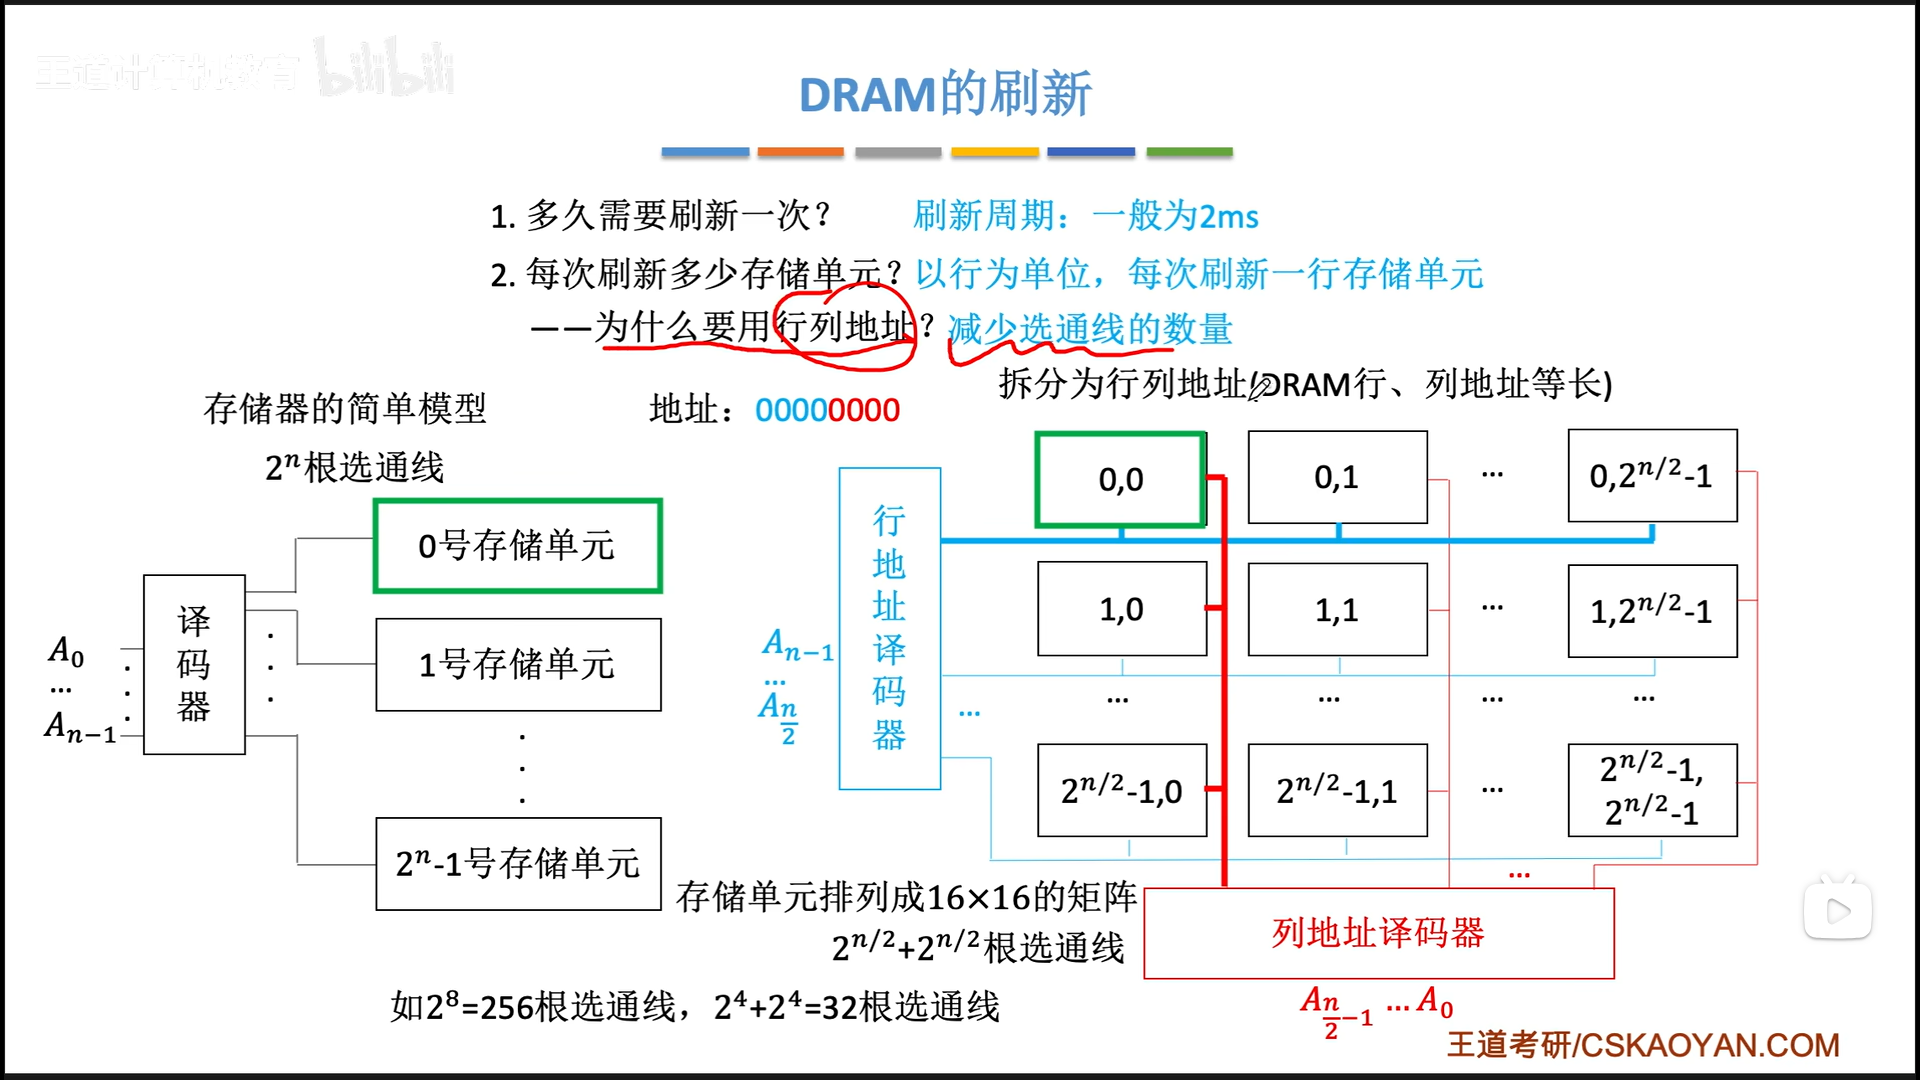 王道计算机教育 bilibili
DRAM的刷新
1. 多久需要刷新一次？ 刷新周期：一般为2ms
2. 每次刷新多少存储单元？以行为单位，每次刷新一行存储单元
——为什么要用行列地址？减少选通线的数量
拆分为行列地址(DRAM行、列地址等长)
存储器的简单模型
地址：00000000
2ⁿ根选通线
0号存储单元
1号存储单元
2ⁿ-1号存储单元
译码器
A₀
...
Aₙ₋₁
行地址译码器
Aₙ₋₁
...
A_{n/2}
0,0 0,1 ... 0,2^{n/2}-1
1,0 1,1 ... 1,2^{n/2}-1
... ... ... ... ...
2^{n/2}-1,0 2^{n/2}-1,1 ... 2^{n/2}-1,
2^{n/2}-1
...
存储单元排列成16×16的矩阵
列地址译码器
2^{n/2}+2^{n/2}根选通线
如2⁸=256根选通线，2⁴+2⁴=32根选通线
A_{n/2-1} ... A₀
王道考研/CSKAOYAN.COM